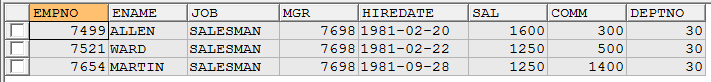 EMPNO ENAME JOB MGR HIREDATE SAL COMM DEPTNO
7499 ALLEN SALESMAN 7698 1981-02-20 1600 300 30
7521 WARD SALESMAN 7698 1981-02-22 1250 500 30
7654 MARTIN SALESMAN 7698 1981-09-28 1250 1400 30